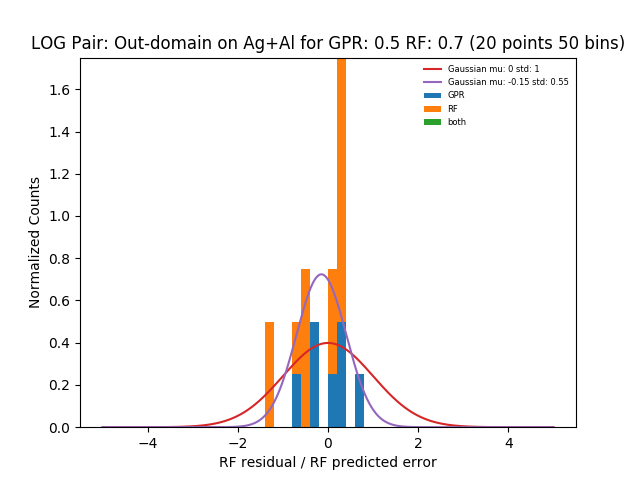 LOG Pair: Out-domain on Ag+Al for GPR: 0.5 RF: 0.7 (20 points 50 bins)
Gaussian mu: 0 std: 1
Gaussian mu: -0.15 std: 0.55
GPR
RF
both
Normalized Counts
1.6
1.4
1.2
1.0
0.8
0.6
0.4
0.2
0.0
−4 −2 0 2 4
RF residual / RF predicted error